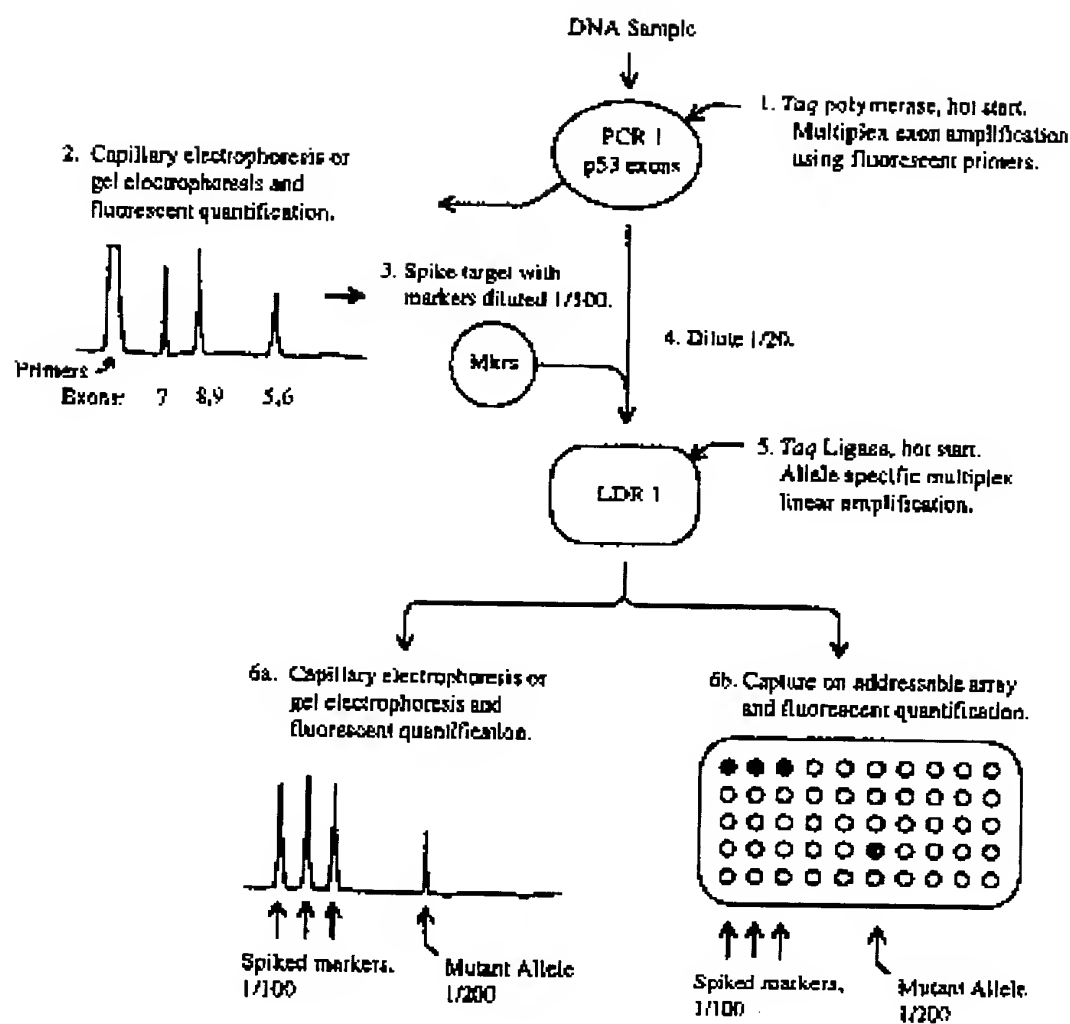 DNA Sample
1. Taq polymerase, hot start.
Multiplex exon amplification
using fluorescent primers.
PCR 1
p53 exons
2. Capillary electrophoresis or
gel electrophoresis and
fluorescent quantification.
3. Spike target with
markers diluted 1/100.
4. Dilute 1/20.
Mkrs
Primers
Exons: 7 8,9 5,6
5. Taq Ligase, hot start.
Allele specific multiplex
linear amplification.
LDR 1
6a. Capillary electrophoresis or
gel electrophoresis and
fluorescent quantification.
6b. Capture on addressable array
and fluorescent quantification.
Spiked markers,
1/100
Mutant Allele
1/200
Spiked markers,
1/100
Mutant Allele
1/200